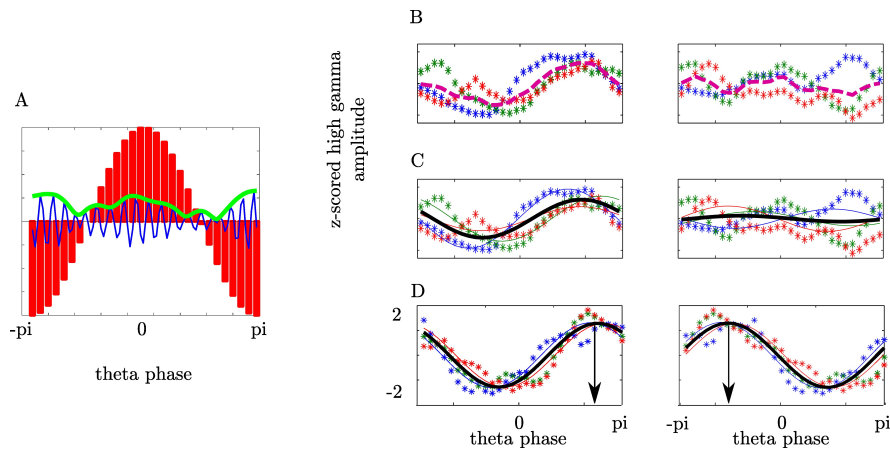 A
-pi 0 pi
theta phase
z-scored high gamma
amplitude
B
C
D
2
-2
0 pi
theta phase
-pi 0 pi
theta phase